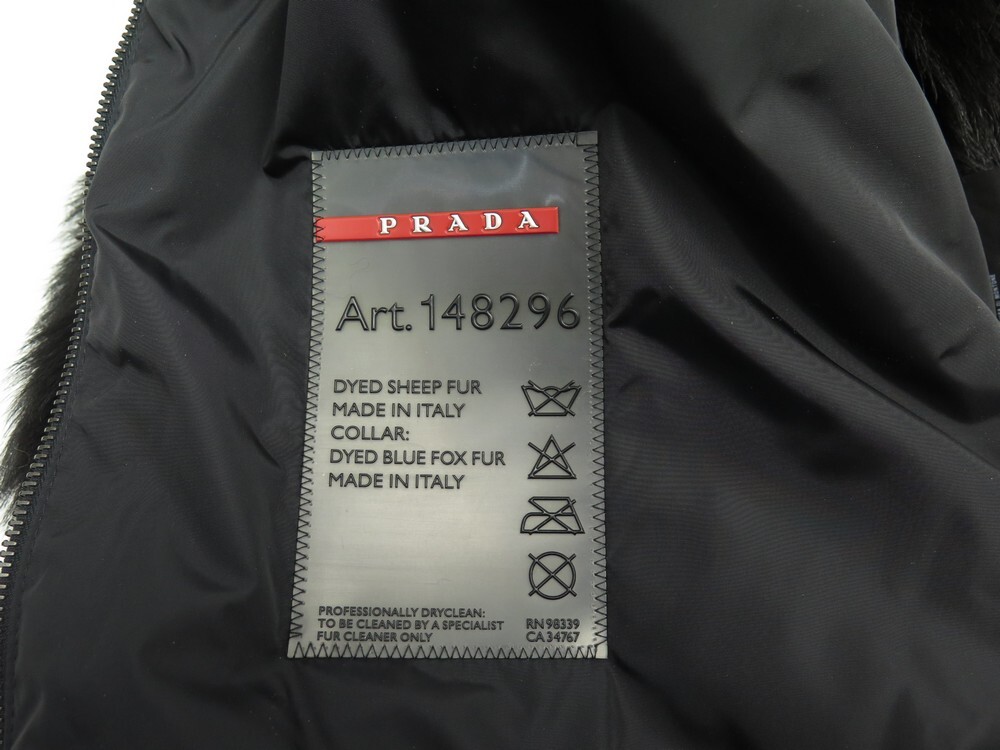 PRADA
Art. 148296
DYED SHEEP FUR
MADE IN ITALY
COLLAR:
DYED BLUE FOX FUR
MADE IN ITALY
PROFESSIONALLY DRYCLEAN:
TO BE CLEANED BY A SPECIALIST
FUR CLEANER ONLY
RN 98339
CA 34767